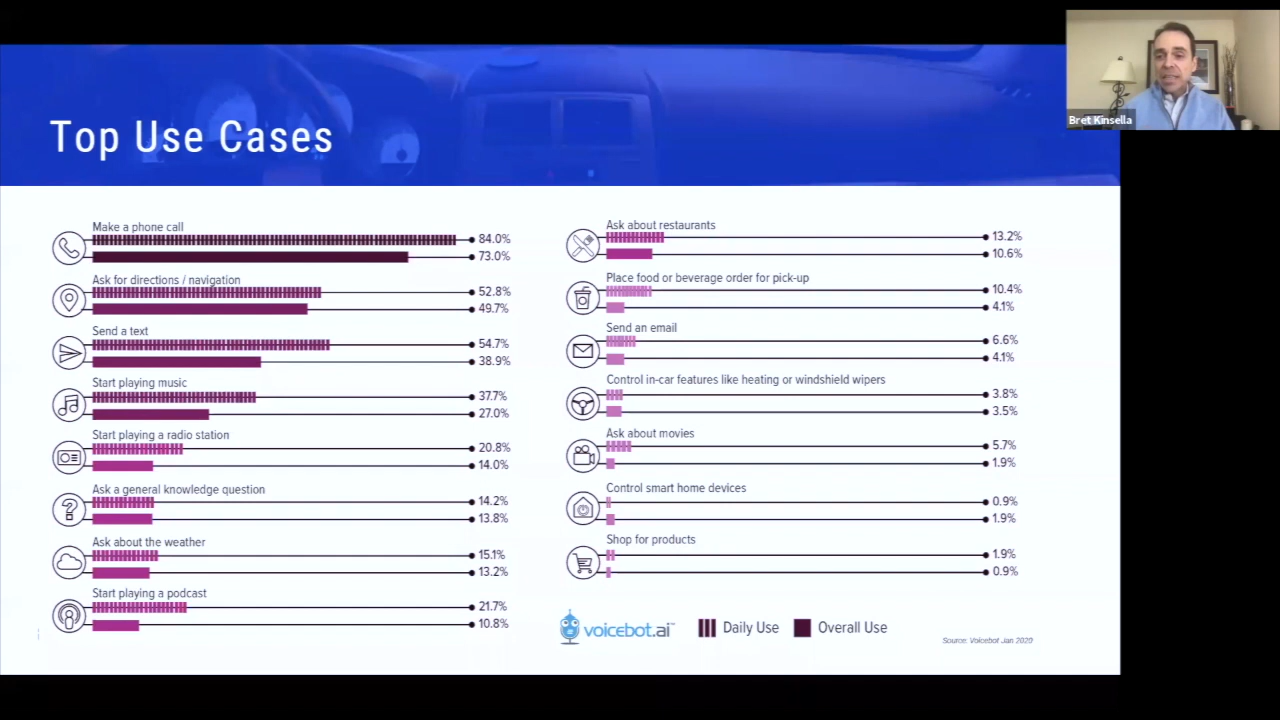 Bret Kinsella
Top Use Cases
Make a phone call
84.0%
73.0%
Ask for directions / navigation
52.8%
49.7%
Send a text
54.7%
38.9%
Start playing music
37.7%
27.0%
Start playing a radio station
20.8%
14.0%
Ask a general knowledge question
14.2%
13.8%
Ask about the weather
15.1%
13.2%
Start playing a podcast
21.7%
10.8%
Ask about restaurants
13.2%
10.6%
Place food or beverage order for pick-up
10.4%
4.1%
Send an email
6.6%
4.1%
Control in-car features like heating or windshield wipers
3.8%
3.5%
Ask about movies
5.7%
1.9%
Control smart home devices
0.9%
1.9%
Shop for products
1.9%
0.9%
voicebot.ai
Daily Use
Overall Use
Source: Voicebot Jan 2020